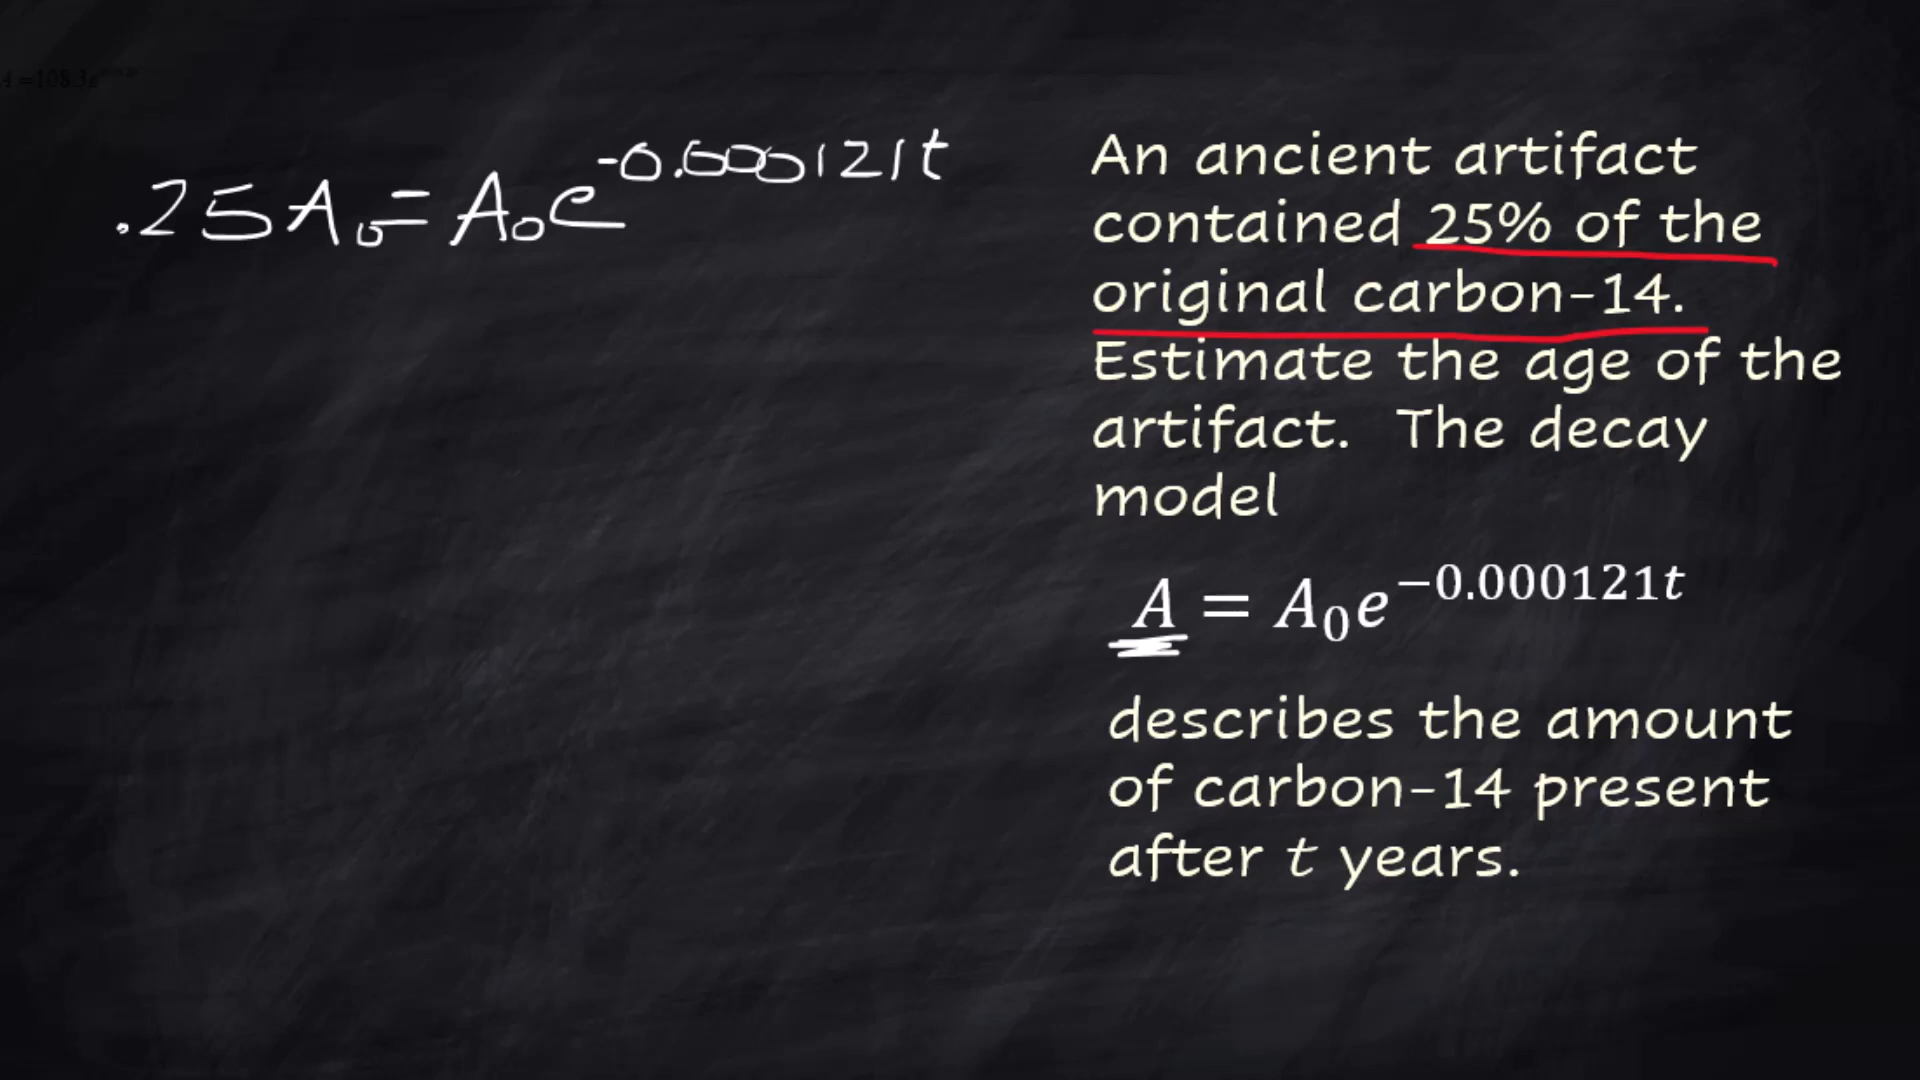 .25A₀=A₀e^-0.000121t
An ancient artifact
contained 25% of the
original carbon-14.
Estimate the age of the
artifact. The decay
model
A = A₀e^−0.000121t
describes the amount
of carbon-14 present
after t years.